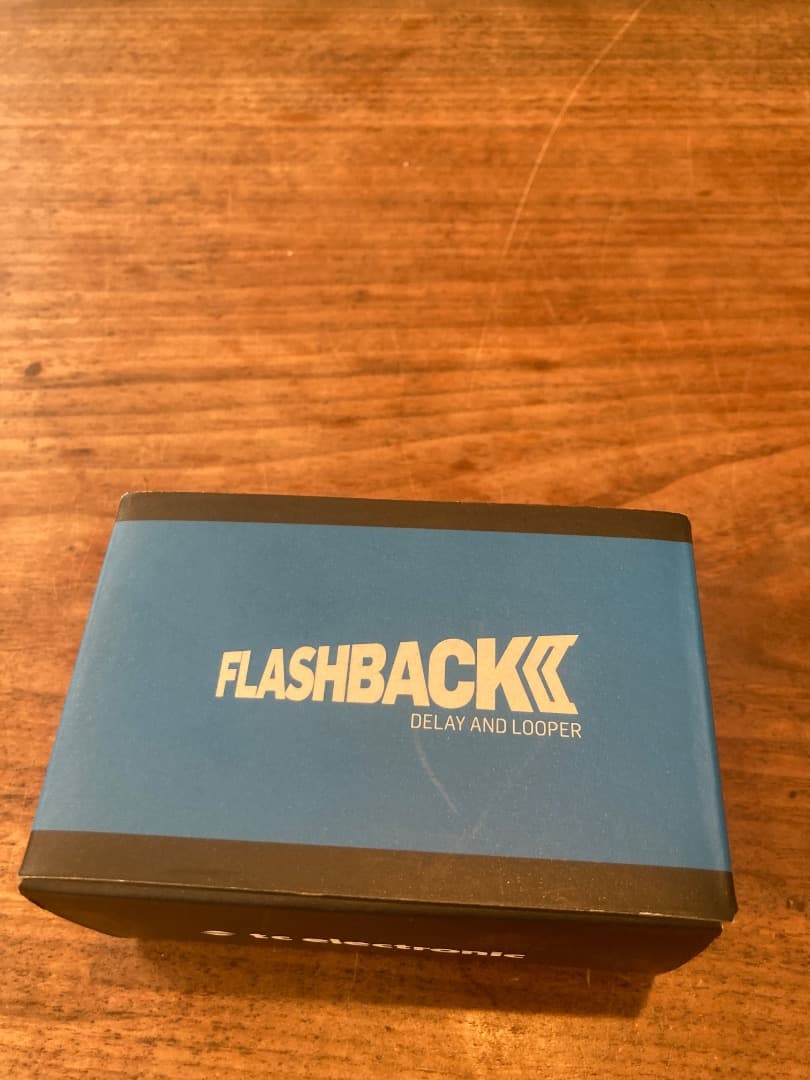 FLASHBACK
DELAY AND LOOPER
tc electronic